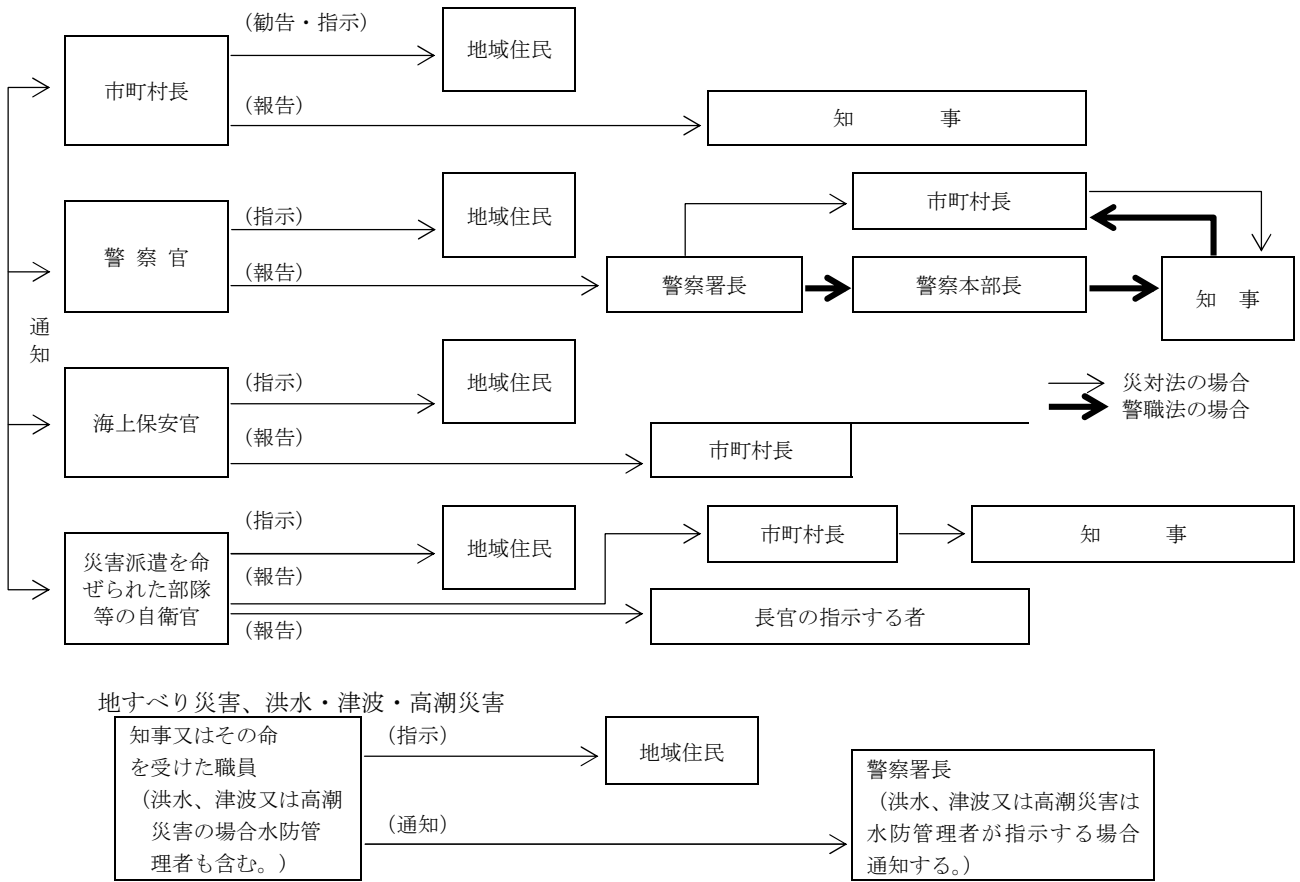 (勧告・指示)
地域住民
市町村長
(報告)
知　　　　事
(指示)
地域住民
市町村長
警 察 官
(報告)
警察署長
警察本部長
知　事
通
知
(指示)
地域住民
災対法の場合
警職法の場合
海上保安官
(報告)
市町村長
(指示)
地域住民
市町村長
知　　　事
災害派遣を命
ぜられた部隊
等の自衛官
(報告)
(報告)
長官の指示する者
地すべり災害、洪水・津波・高潮災害
知事又はその命
を受けた職員
(洪水、津波又は高潮
災害の場合水防管
理者も含む。)
(指示)
地域住民
(通知)
警察署長
(洪水、津波又は高潮災害は
水防管理者が指示する場合
通知する。)